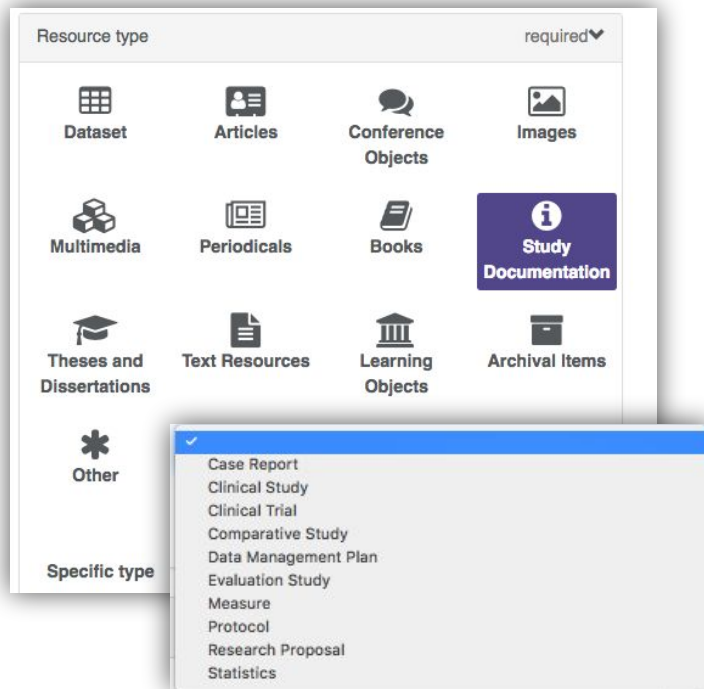 Resource type required
Dataset Articles Conference Objects Images
Multimedia Periodicals Books Study Documentation
Theses and Dissertations Text Resources Learning Objects Archival Items
Other
Specific type
Case Report
Clinical Study
Clinical Trial
Comparative Study
Data Management Plan
Evaluation Study
Measure
Protocol
Research Proposal
Statistics